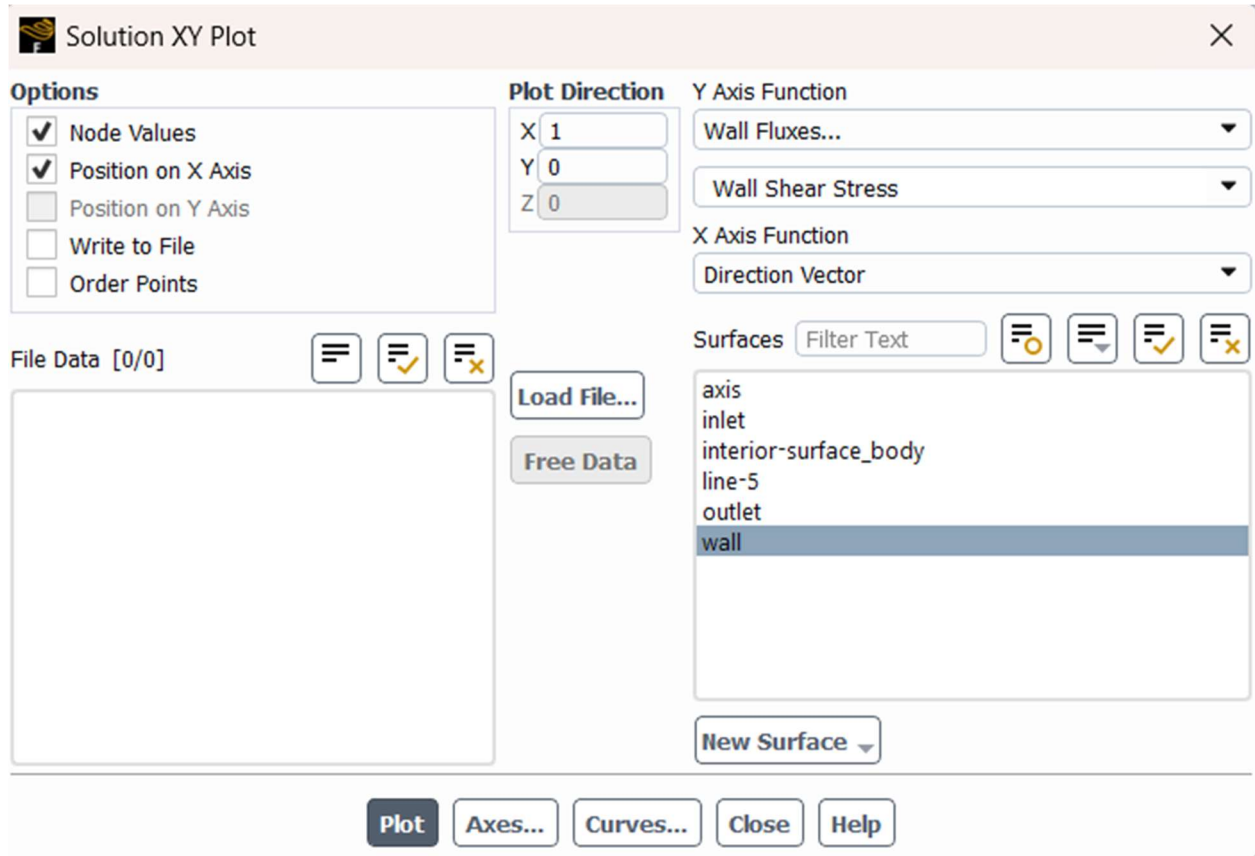 F
Solution XY Plot
Options
Node Values
Position on X Axis
Position on Y Axis
Write to File
Order Points
File Data [0/0]
Plot Direction
X 1
Y 0
Z 0
Load File...
Free Data
Y Axis Function
Wall Fluxes...
Wall Shear Stress
X Axis Function
Direction Vector
Surfaces Filter Text
axis
inlet
interior-surface_body
line-5
outlet
wall
New Surface
Plot Axes... Curves... Close Help